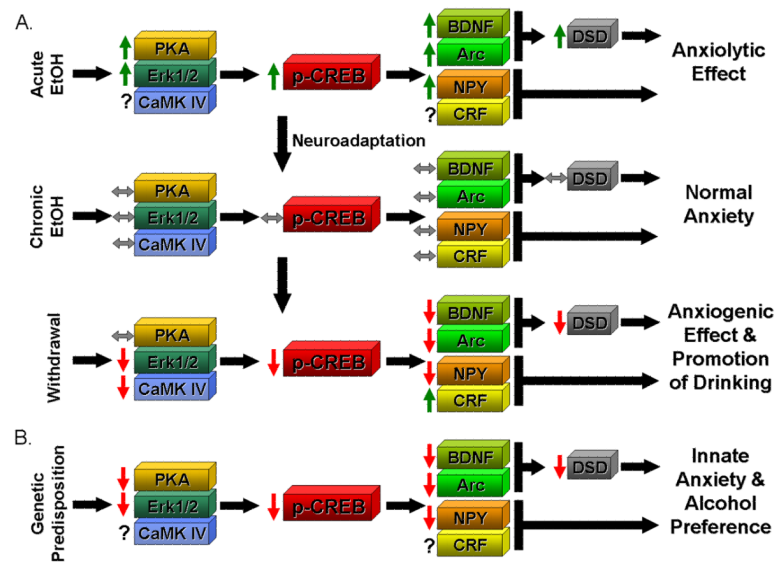 A.
Acute
EtOH
PKA
Erk1/2
? CaMK IV
p-CREB
BDNF
Arc
NPY
? CRF
DSD
Anxiolytic
Effect
Neuroadaptation
Chronic
EtOH
PKA
Erk1/2
CaMK IV
p-CREB
BDNF
Arc
NPY
CRF
DSD
Normal
Anxiety
Withdrawal
PKA
Erk1/2
CaMK IV
p-CREB
BDNF
Arc
NPY
CRF
DSD
Anxiogenic
Effect &
Promotion
of Drinking
B.
Genetic
Predisposition
PKA
Erk1/2
? CaMK IV
p-CREB
BDNF
Arc
NPY
? CRF
DSD
Innate
Anxiety &
Alcohol
Preference